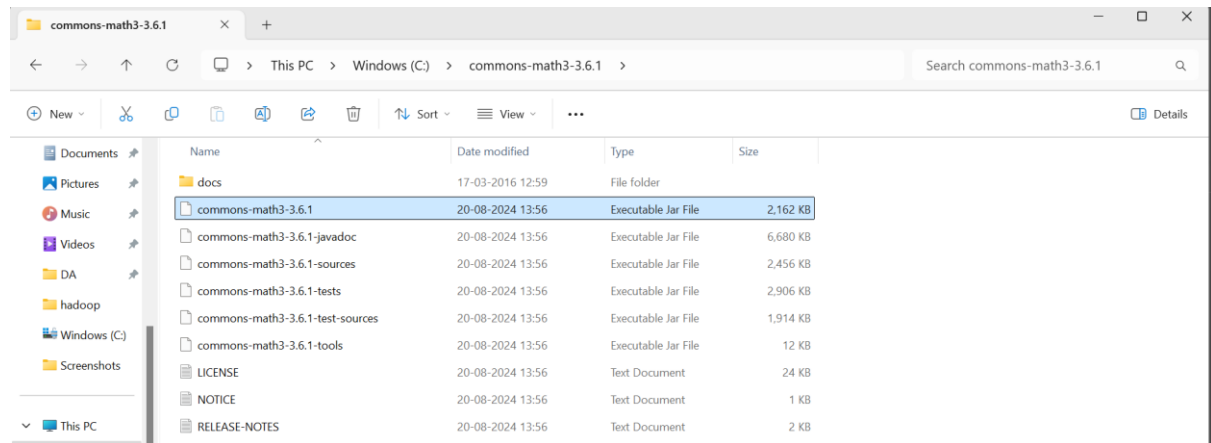 commons-math3-3.6.1
This PC > Windows (C:) > commons-math3-3.6.1 >
Search commons-math3-3.6.1
New
Sort
View
Details
Documents
Pictures
Music
Videos
DA
hadoop
Windows (C:)
Screenshots
This PC
Name Date modified Type Size
docs 17-03-2016 12:59 File folder
commons-math3-3.6.1 20-08-2024 13:56 Executable Jar File 2,162 KB
commons-math3-3.6.1-javadoc 20-08-2024 13:56 Executable Jar File 6,680 KB
commons-math3-3.6.1-sources 20-08-2024 13:56 Executable Jar File 2,456 KB
commons-math3-3.6.1-tests 20-08-2024 13:56 Executable Jar File 2,906 KB
commons-math3-3.6.1-test-sources 20-08-2024 13:56 Executable Jar File 1,914 KB
commons-math3-3.6.1-tools 20-08-2024 13:56 Executable Jar File 12 KB
LICENSE 20-08-2024 13:56 Text Document 24 KB
NOTICE 20-08-2024 13:56 Text Document 1 KB
RELEASE-NOTES 20-08-2024 13:56 Text Document 2 KB